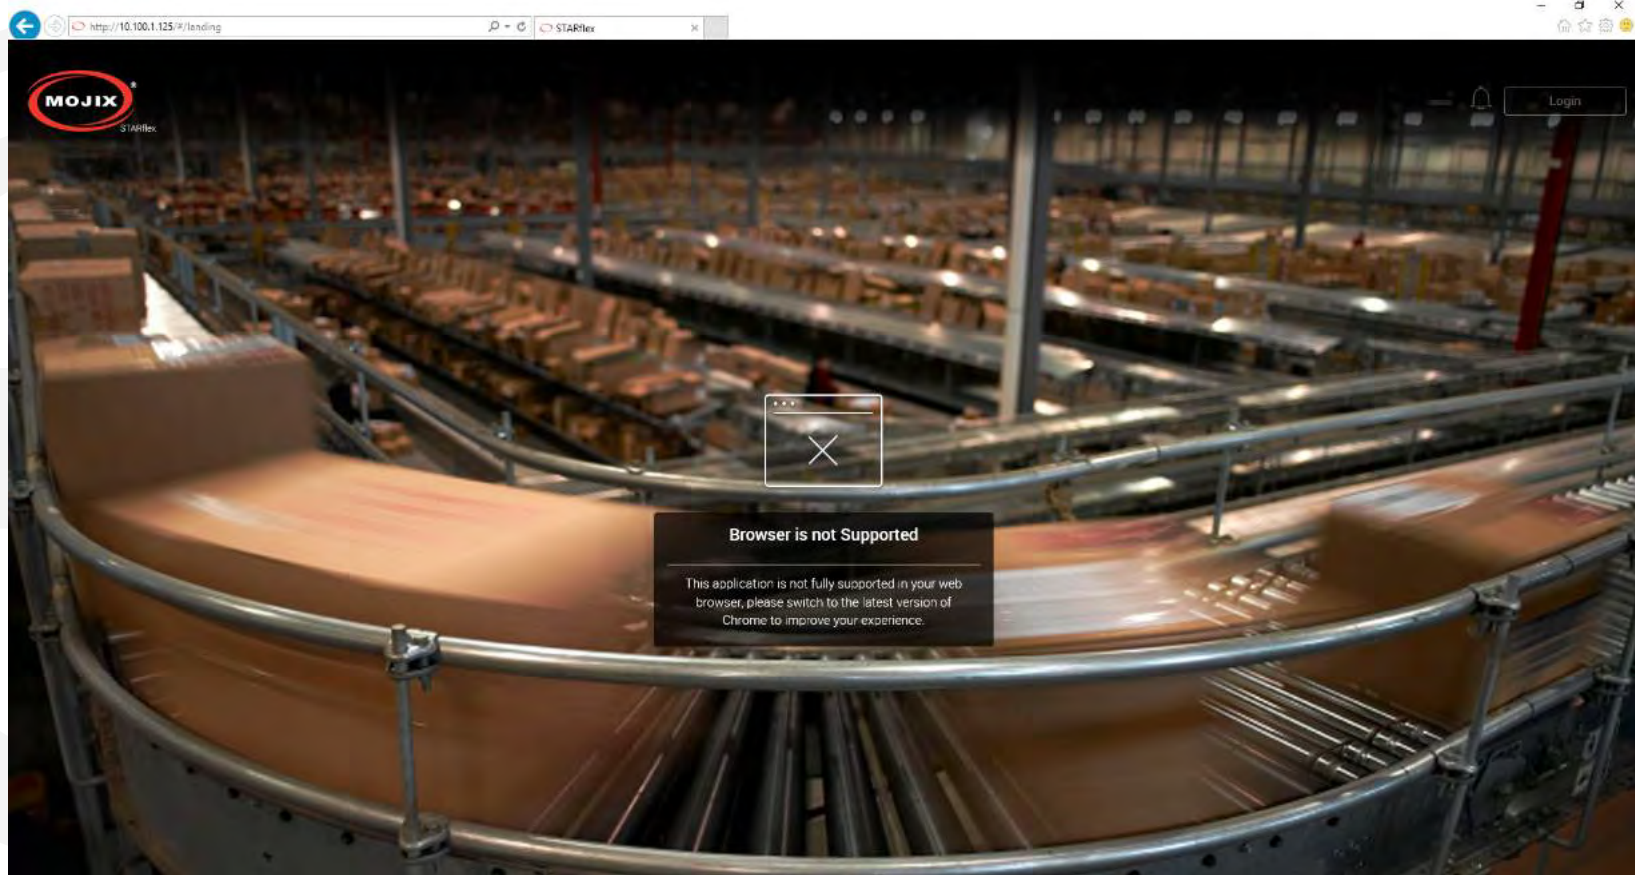 http://10.100.1.125/#/landing
STARflex
MOJIX
®
STARflex
Login
Browser is not Supported
This application is not fully supported in your web
browser, please switch to the latest version of
Chrome to improve your experience.